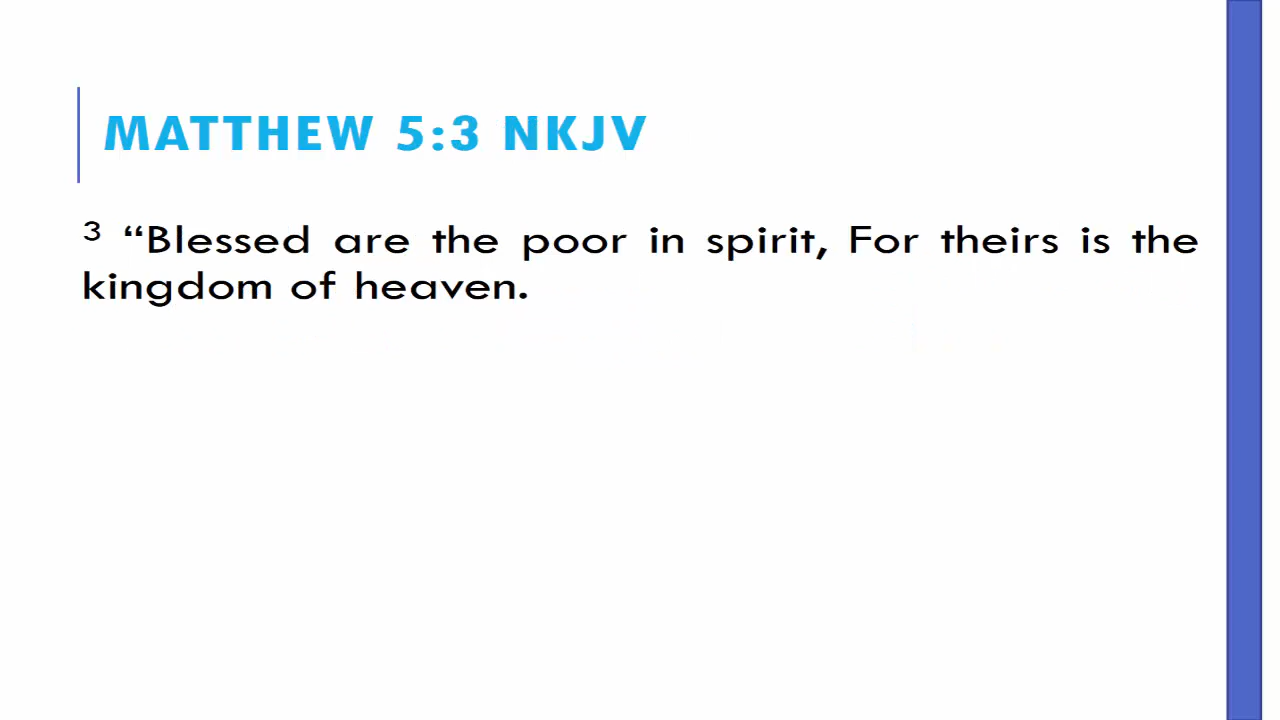 MATTHEW 5:3 NKJV
³ “Blessed are the poor in spirit, For theirs is the
kingdom of heaven.